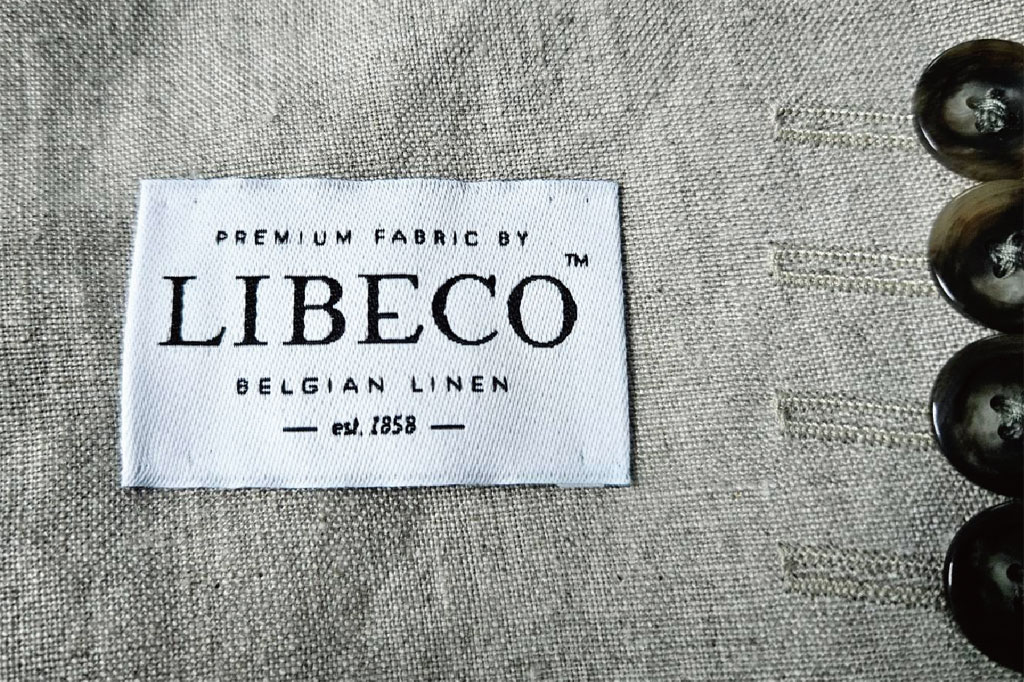 PREMIUM FABRIC BY
LIBECO™
BELGIAN LINEN
— est. 1858 —